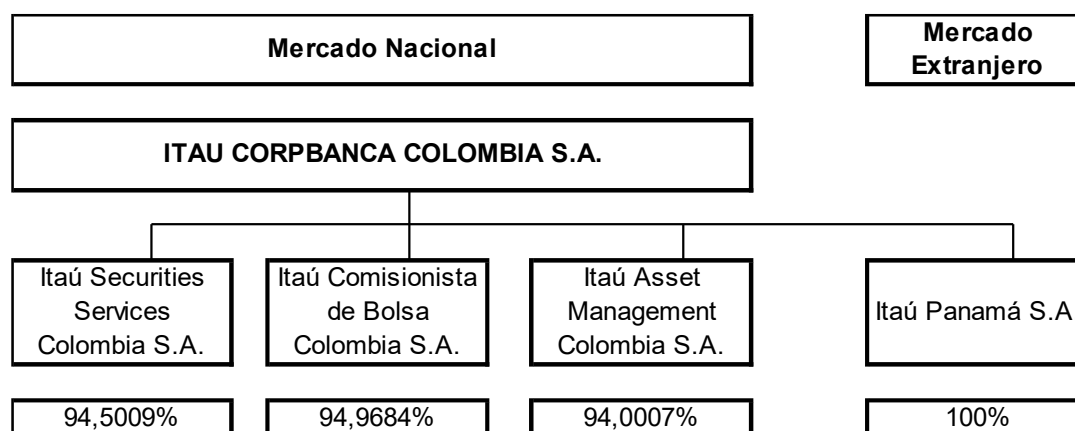 Mercado Nacional
Mercado
Extranjero
ITAU CORPBANCA COLOMBIA S.A.
Itaú Securities
Services
Colombia S.A.
Itaú Comisionista
de Bolsa
Colombia S.A.
Itaú Asset
Management
Colombia S.A.
Itaú Panamá S.A
94,5009%
94,9684%
94,0007%
100%